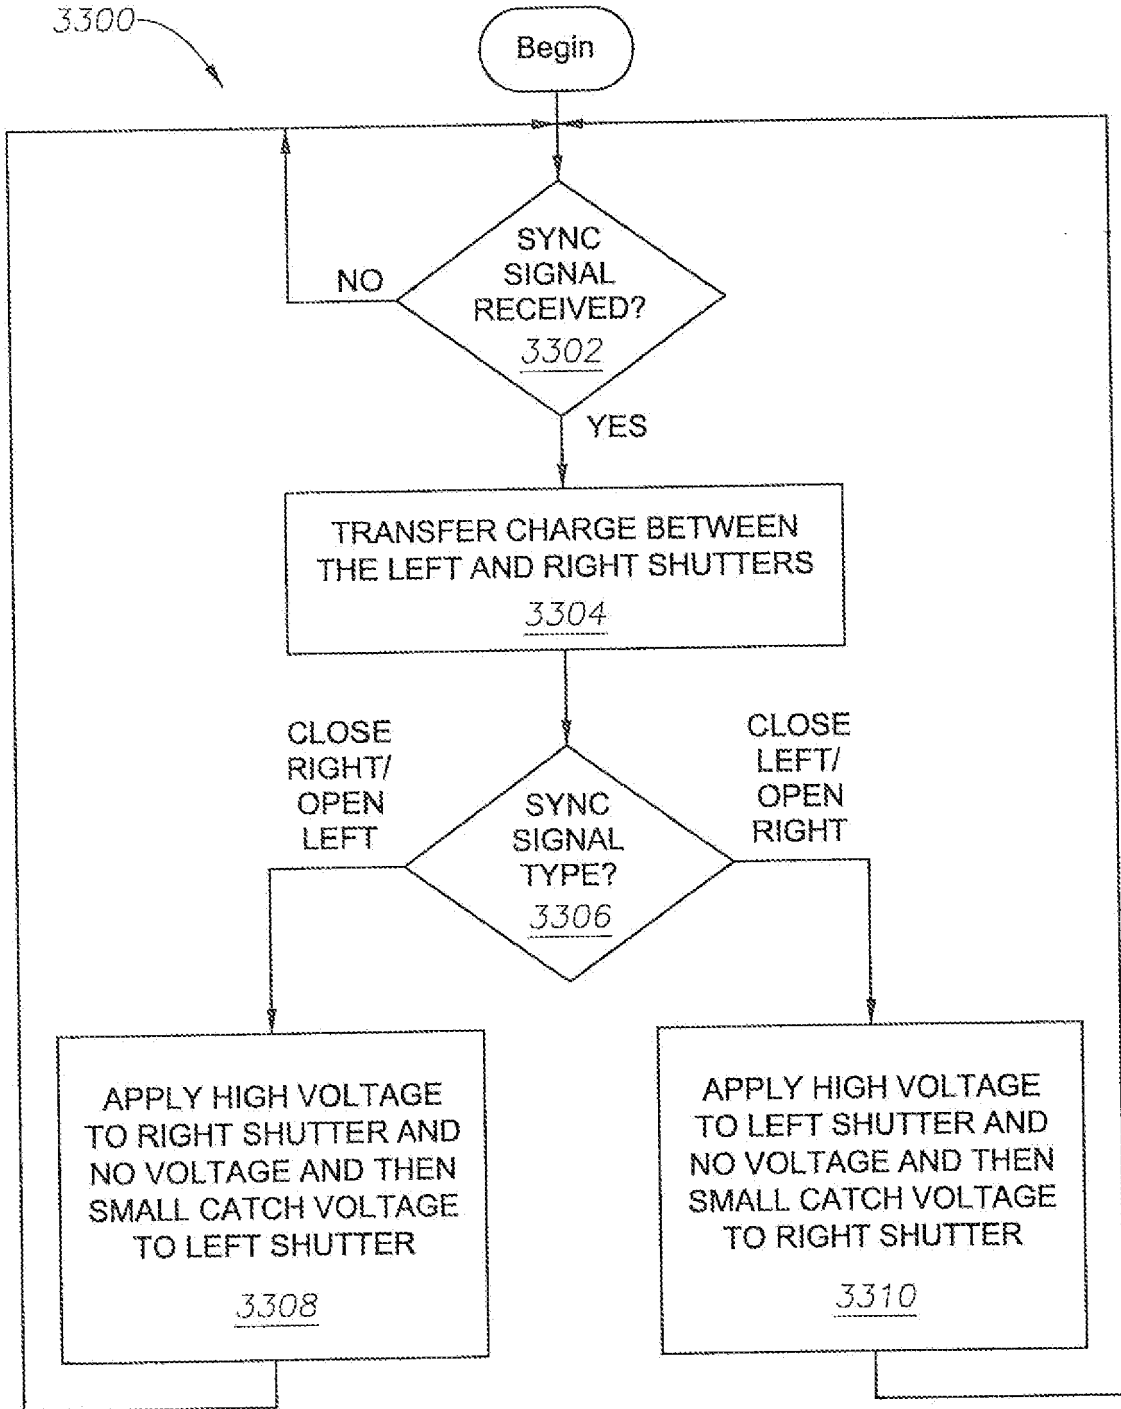 3300
Begin
SYNC
SIGNAL
RECEIVED?
3302
NO
YES
TRANSFER CHARGE BETWEEN
THE LEFT AND RIGHT SHUTTERS
3304
CLOSE
RIGHT/
OPEN
LEFT
CLOSE
LEFT/
OPEN
RIGHT
SYNC
SIGNAL
TYPE?
3306
APPLY HIGH VOLTAGE
TO RIGHT SHUTTER AND
NO VOLTAGE AND THEN
SMALL CATCH VOLTAGE
TO LEFT SHUTTER
3308
APPLY HIGH VOLTAGE
TO LEFT SHUTTER AND
NO VOLTAGE AND THEN
SMALL CATCH VOLTAGE
TO RIGHT SHUTTER
3310